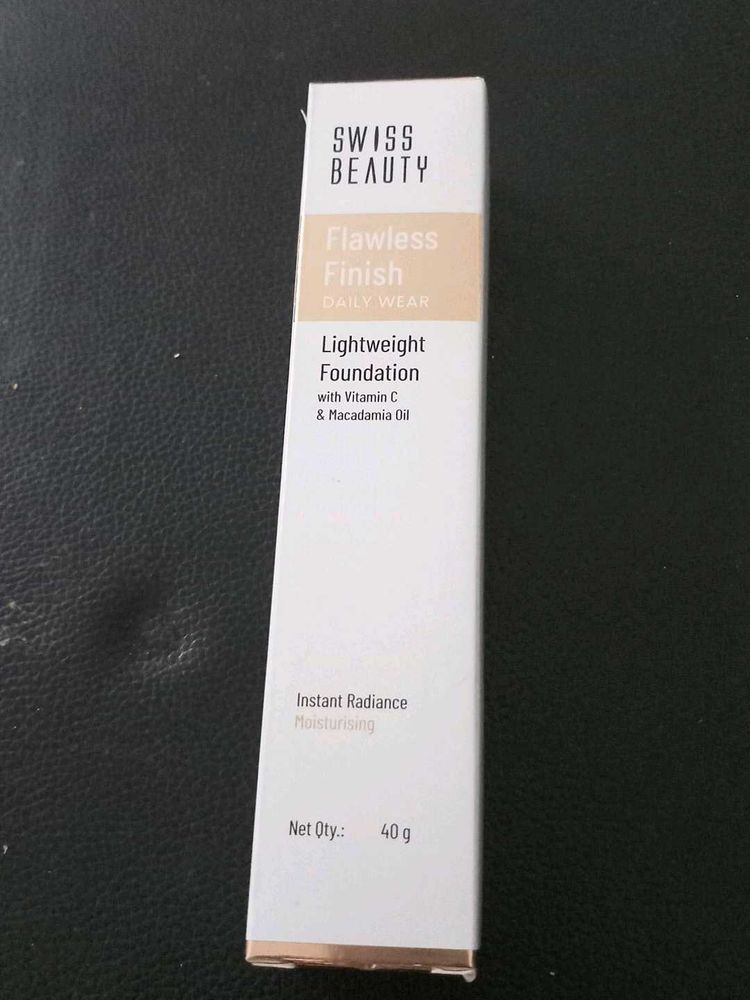 SWISS
BEAUTY
Flawless
Finish
DAILY WEAR
Lightweight
Foundation
with Vitamin C
& Macadamia Oil
Instant Radiance
Moisturising
Net Qty.: 40 g